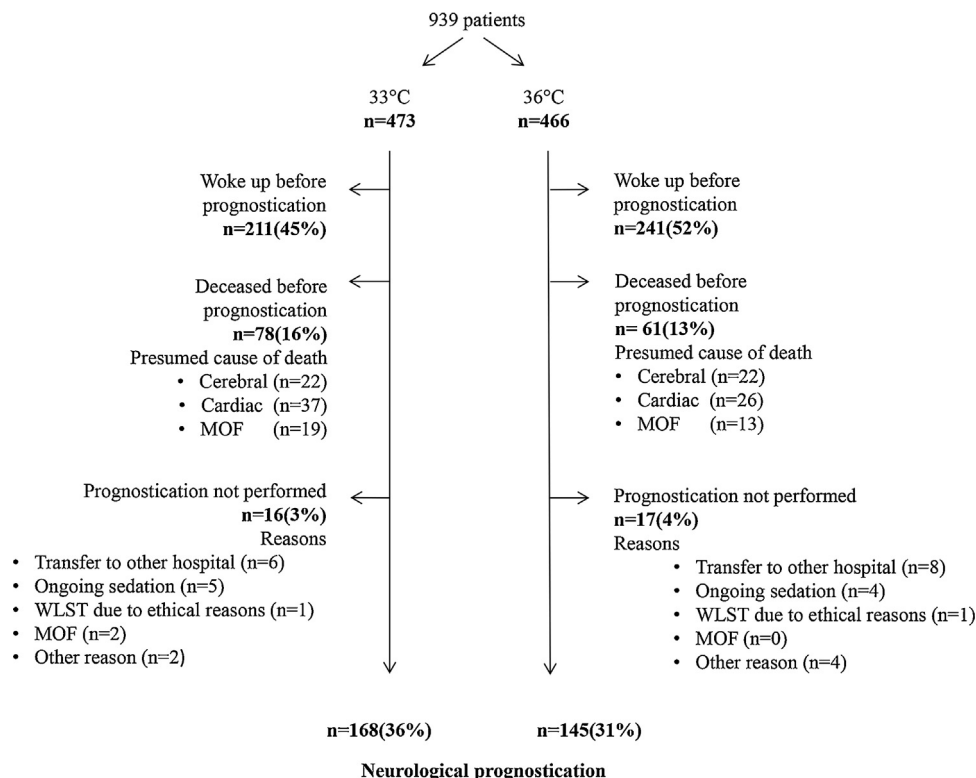 939 patients
33°C
n=473
36°C
n=466
Woke up before
prognostication
n=211(45%)
Woke up before
prognostication
n=241(52%)
Deceased before
prognostication
n=78(16%)
Presumed cause of death
• Cerebral (n=22)
• Cardiac (n=37)
• MOF (n=19)
Deceased before
prognostication
n= 61(13%)
Presumed cause of death
• Cerebral (n=22)
• Cardiac (n=26)
• MOF (n=13)
Prognostication not performed
n=16(3%)
Reasons
• Transfer to other hospital (n=6)
• Ongoing sedation (n=5)
• WLST due to ethical reasons (n=1)
• MOF (n=2)
• Other reason (n=2)
Prognostication not performed
n=17(4%)
Reasons
• Transfer to other hospital (n=8)
• Ongoing sedation (n=4)
• WLST due to ethical reasons (n=1)
• MOF (n=0)
• Other reason (n=4)
n=168(36%)
n=145(31%)
Neurological prognostication